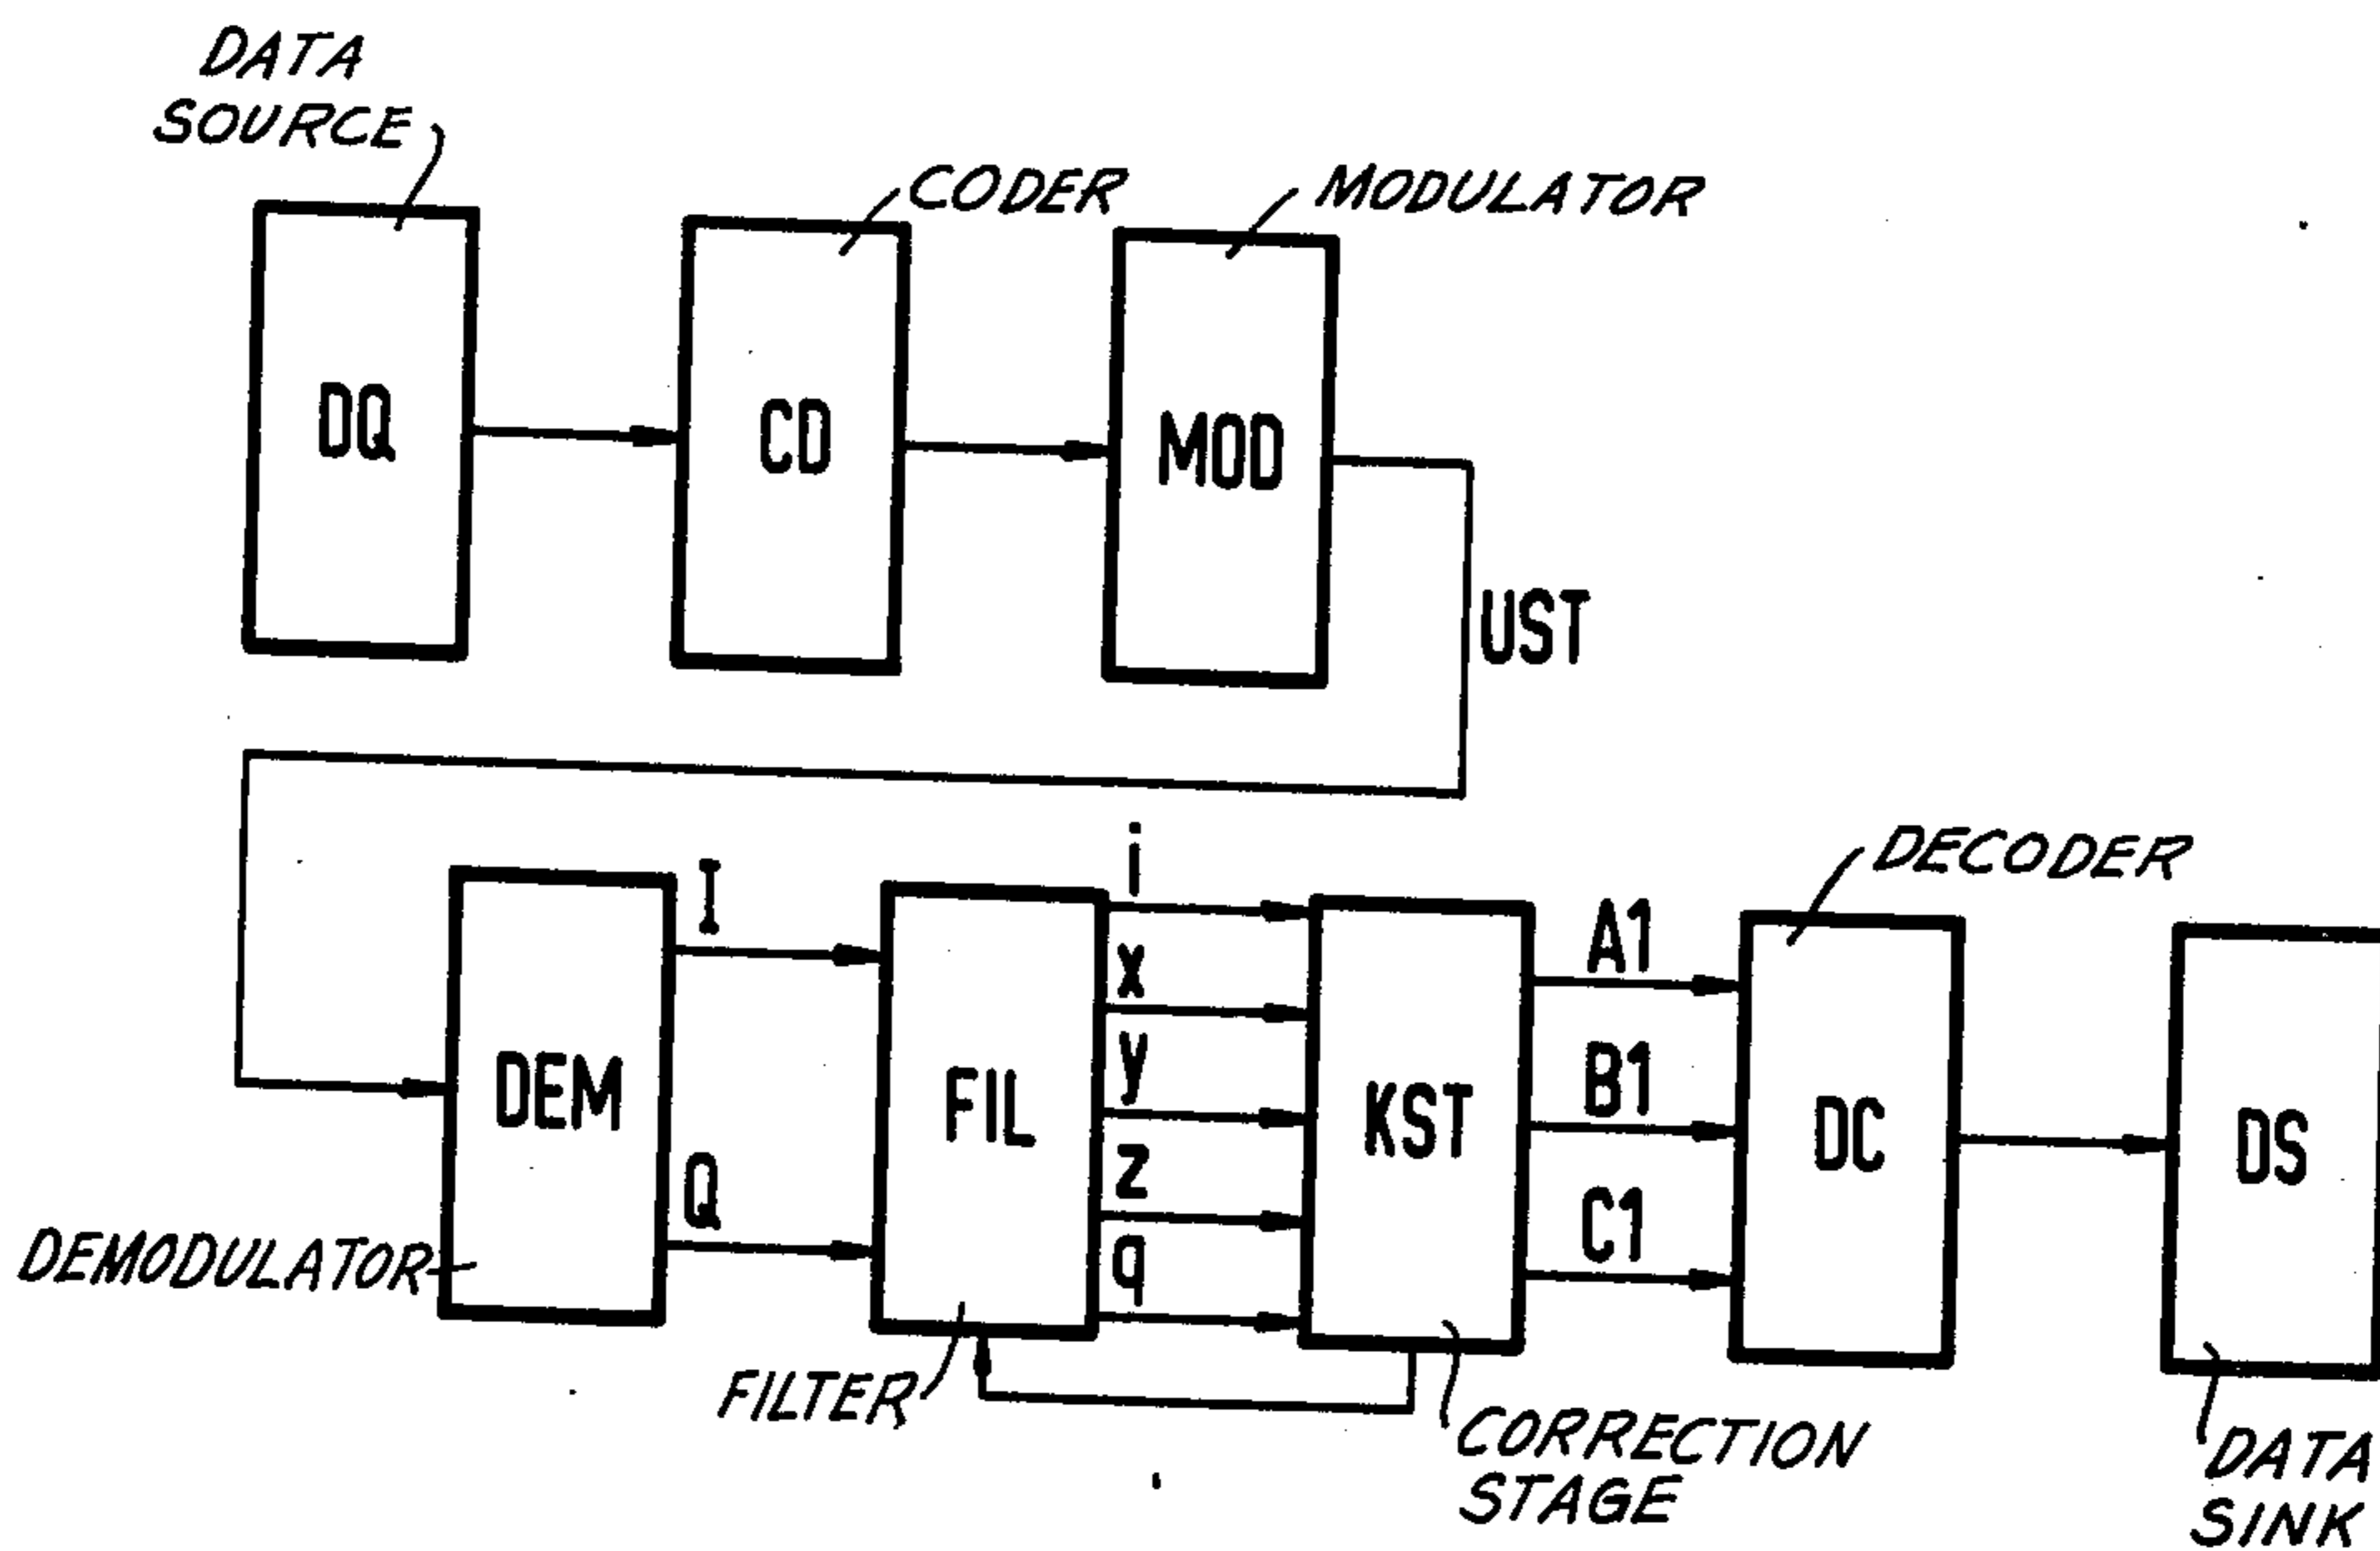 DATA
SOURCE
CODER
MODULATOR
DQ
CD
MOD
UST
DECODER
I
i
x
y
z
q
Q
A1
B1
C1
DEM
FIL
KST
DC
DS
DEMODULATOR
FILTER
CORRECTION
STAGE
DATA
SINK